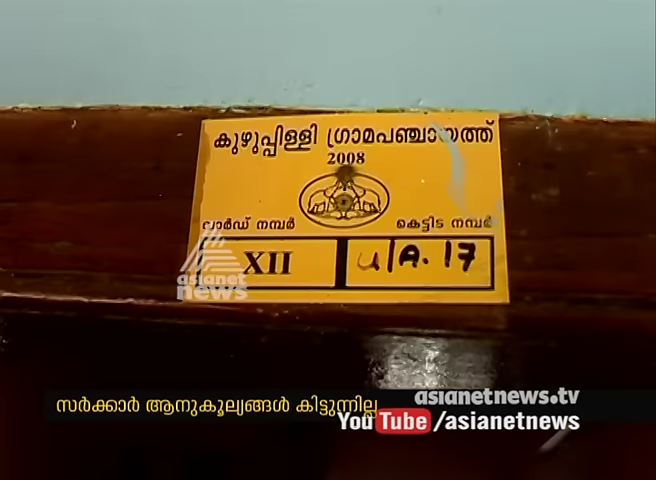 കുഴുപ്പിള്ളി ഗ്രാമപഞ്ചായത്ത്
2008
വാർഡ് നമ്പർ കെട്ടിട നമ്പർ
XII U/A. 17
asianet
news
സർക്കാർ ആനുകൂല്യങ്ങൾ കിട്ടുന്നില്ല
asianetnews.tv
YouTube/asianetnews